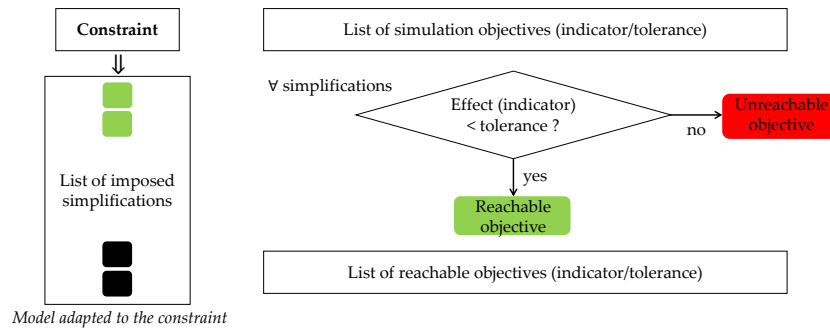 Constraint
List of imposed
simplifications
Model adapted to the constraint
List of simulation objectives (indicator/tolerance)
∀ simplifications
Effect (indicator)
< tolerance ?
no
Unreachable
objective
yes
Reachable
objective
List of reachable objectives (indicator/tolerance)